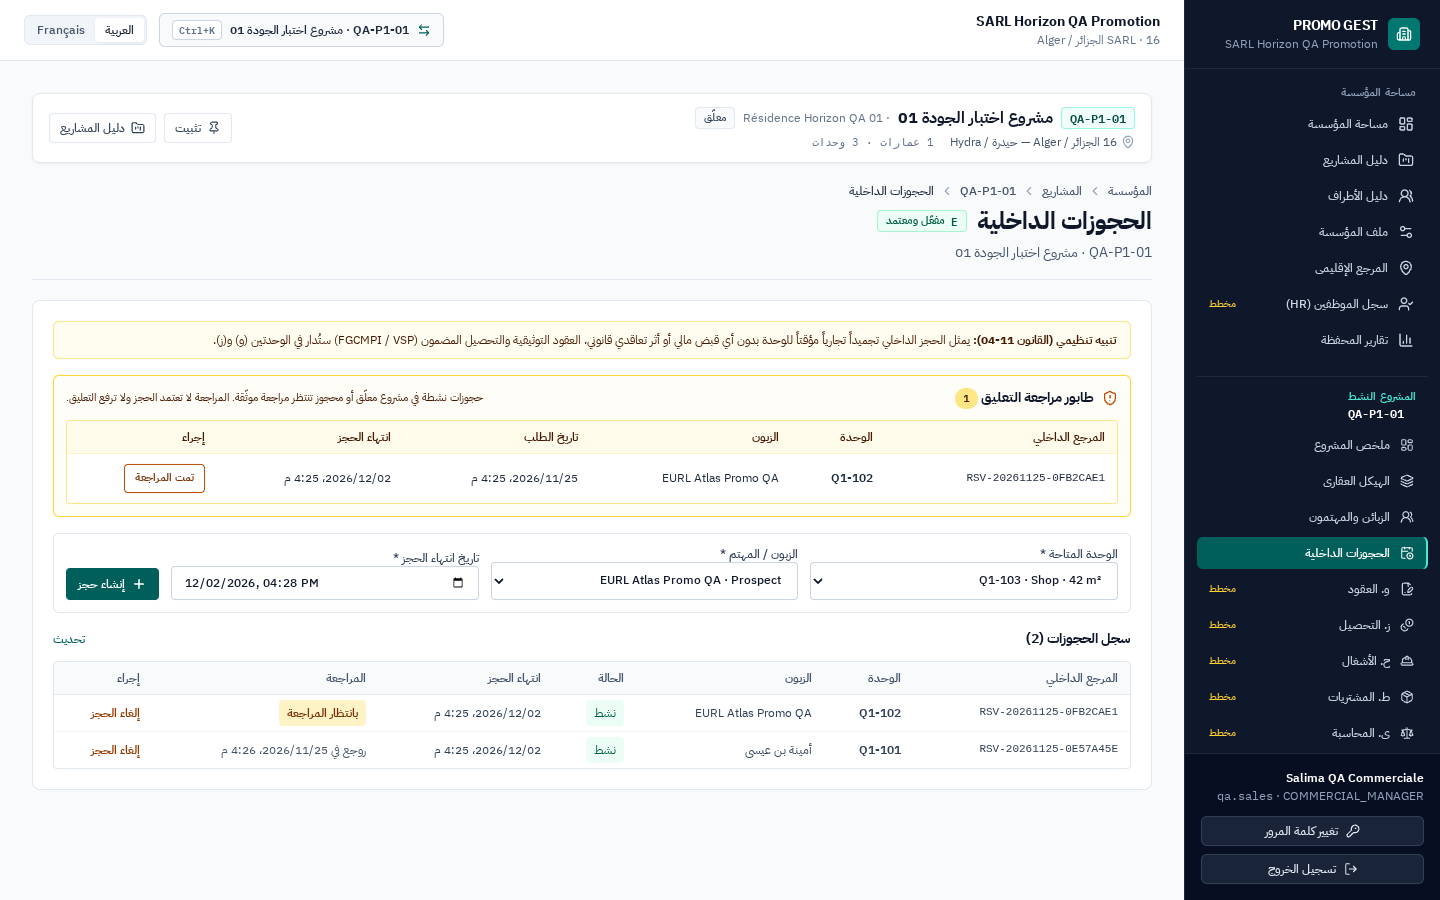 PROMO GEST
SARL Horizon QA Promotion
مساحة المؤسسة
مساحة المؤسسة
دليل المشاريع
دليل الأطراف
ملف المؤسسة
المرجع الإقليمي
سجل الموظفين (HR) مخطط
تقارير المحفظة
المشروع النشط
QA-P1-01
ملخص المشروع
الهيكل العقاري
الزبائن والمهتمون
الحجوزات الداخلية
و. العقود مخطط
ز. التحصيل مخطط
ح. الأشغال مخطط
ط. المشتريات مخطط
ي. المحاسبة مخطط
Salima QA Commerciale
qa.sales · COMMERCIAL_MANAGER
تغيير كلمة المرور
تسجيل الخروج
SARL Horizon QA Promotion
SARL · 16 الجزائر / Alger
QA-P1-01 · مشروع اختبار الجودة 01 Ctrl+K
العربية Français
QA-P1-01 مشروع اختبار الجودة 01 · Résidence Horizon QA 01 معلّق
16 الجزائر / Alger — حيدرة / Hydra 1 عمارات · 3 وحدات
تثبيت
دليل المشاريع
المؤسسة المشاريع QA-P1-01 الحجوزات الداخلية
الحجوزات الداخلية E مفعّل ومعتمد
QA-P1-01 · مشروع اختبار الجودة 01
تنبيه تنظيمي (القانون 11-04): يمثل الحجز الداخلي تجميداً تجارياً مؤقتاً للوحدة بدون أي قبض مالي أو أثر تعاقدي قانوني. العقود التوثيقية والتحصيل المضمون (FGCMPI / VSP) ستُدار في الوحدتين (و) و(ز).
طابور مراجعة التعليق 1
حجوزات نشطة في مشروع معلّق أو محجوز تنتظر مراجعة موثّقة. المراجعة لا تعتمد الحجز ولا ترفع التعليق.
المرجع الداخلي الوحدة الزبون تاريخ الطلب انتهاء الحجز إجراء
RSV-20261125-0FB2CAE1 Q1-102 EURL Atlas Promo QA 2026/11/25، 4:25 م 2026/12/02، 4:25 م تمت المراجعة
الوحدة المتاحة * الزبون / المهتم * تاريخ انتهاء الحجز *
Q1-103 · Shop · 42 m² EURL Atlas Promo QA · Prospect 12/02/2026, 04:28 PM إنشاء حجز
سجل الحجوزات (2) تحديث
المرجع الداخلي الوحدة الزبون الحالة انتهاء الحجز المراجعة إجراء
RSV-20261125-0FB2CAE1 Q1-102 EURL Atlas Promo QA نشط 2026/12/02، 4:25 م بانتظار المراجعة إلغاء الحجز
RSV-20261125-0E57A45E Q1-101 أمينة بن عيسى نشط 2026/12/02، 4:25 م روجع في 2026/11/25، 4:26 م إلغاء الحجز